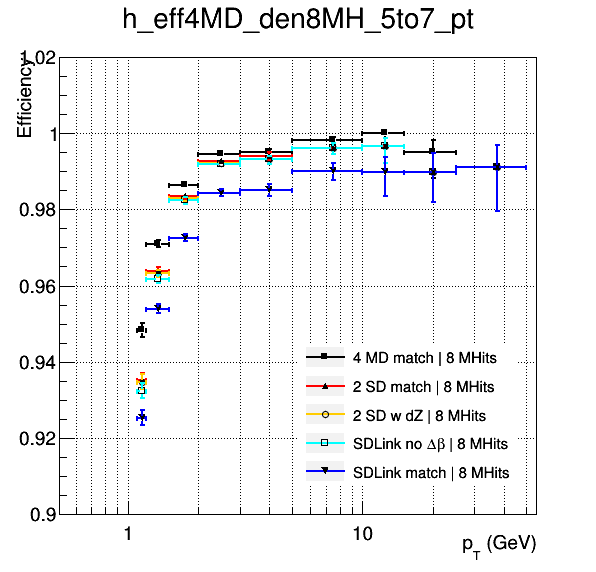 h_eff4MD_den8MH_5to7_pt
Efficiency
1.02
1
0.98
0.96
0.94
0.92
0.9
4 MD match | 8 MHits
2 SD match | 8 MHits
2 SD w dZ | 8 MHits
SDLink no Δβ | 8 MHits
SDLink match | 8 MHits
1
10
p_T (GeV)